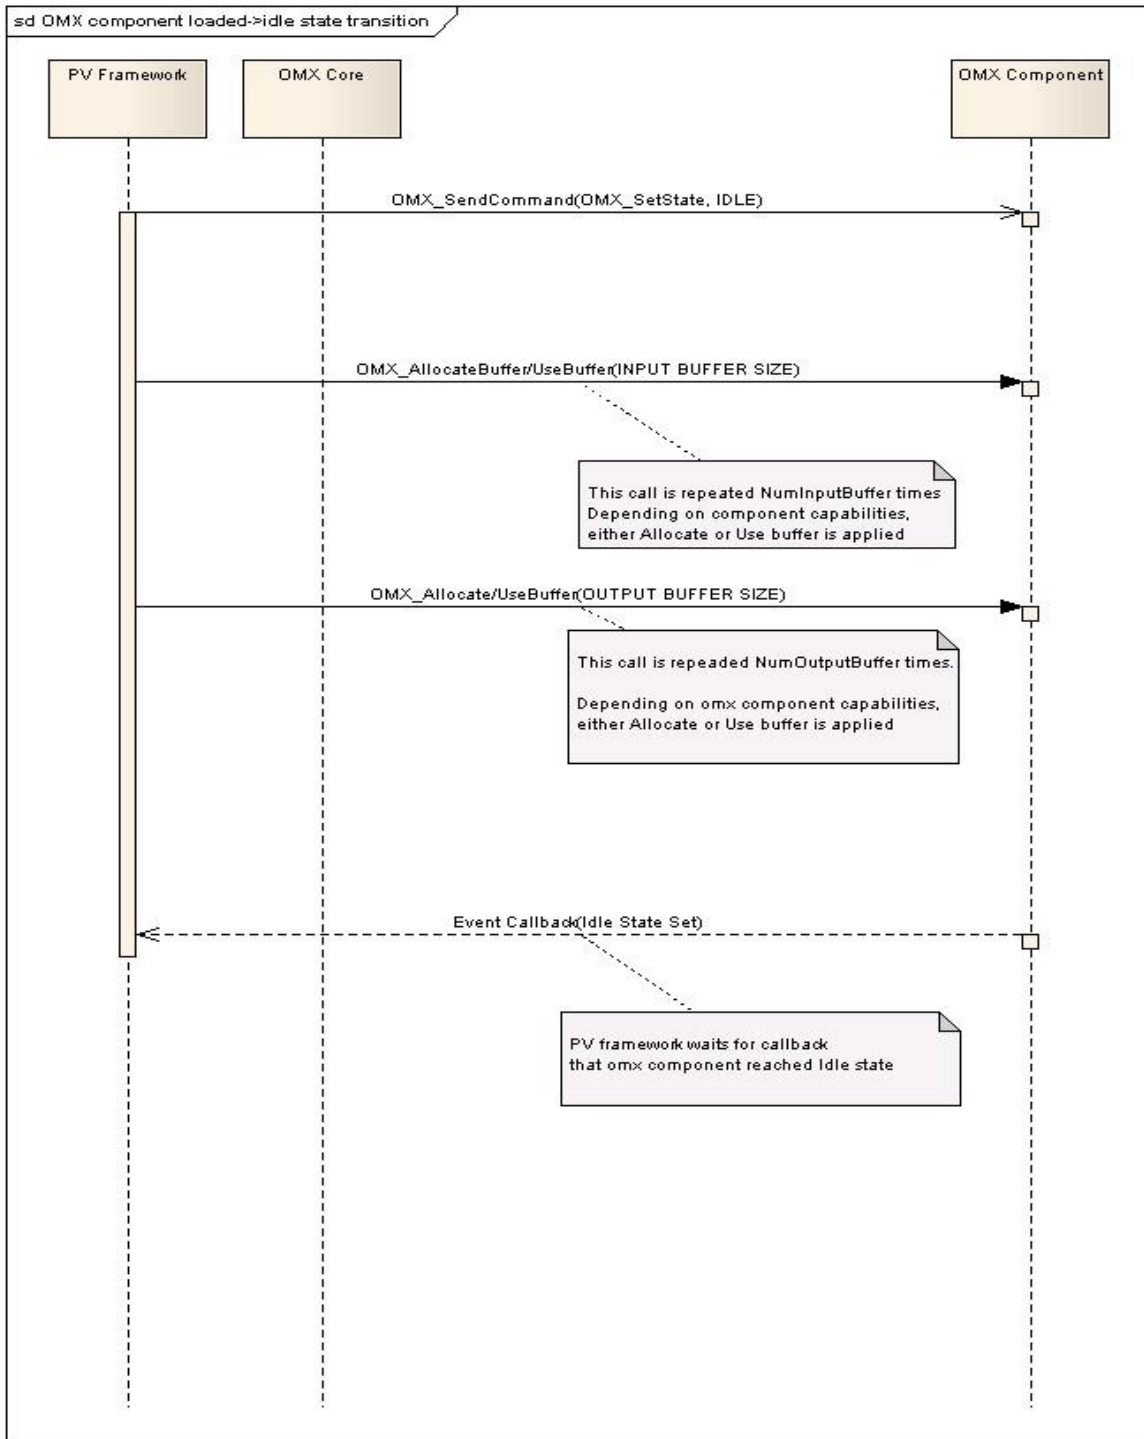 sd OMX component loaded->idle state transition
PV Framework
OMX Core
OMX Component
OMX_SendCommand(OMX_SetState, IDLE)
OMX_AllocateBuffer/UseBuffer(INPUT BUFFER SIZE)
This call is repeated NumInputBuffer times
Depending on component capabilities,
either Allocate or Use buffer is applied
OMX_Allocate/UseBuffer(OUTPUT BUFFER SIZE)
This call is repeaded NumOutputBuffer times.
Depending on omx component capabilities,
either Allocate or Use buffer is applied
Event Callback(Idle State Set)
PV framework waits for callback
that omx component reached Idle state